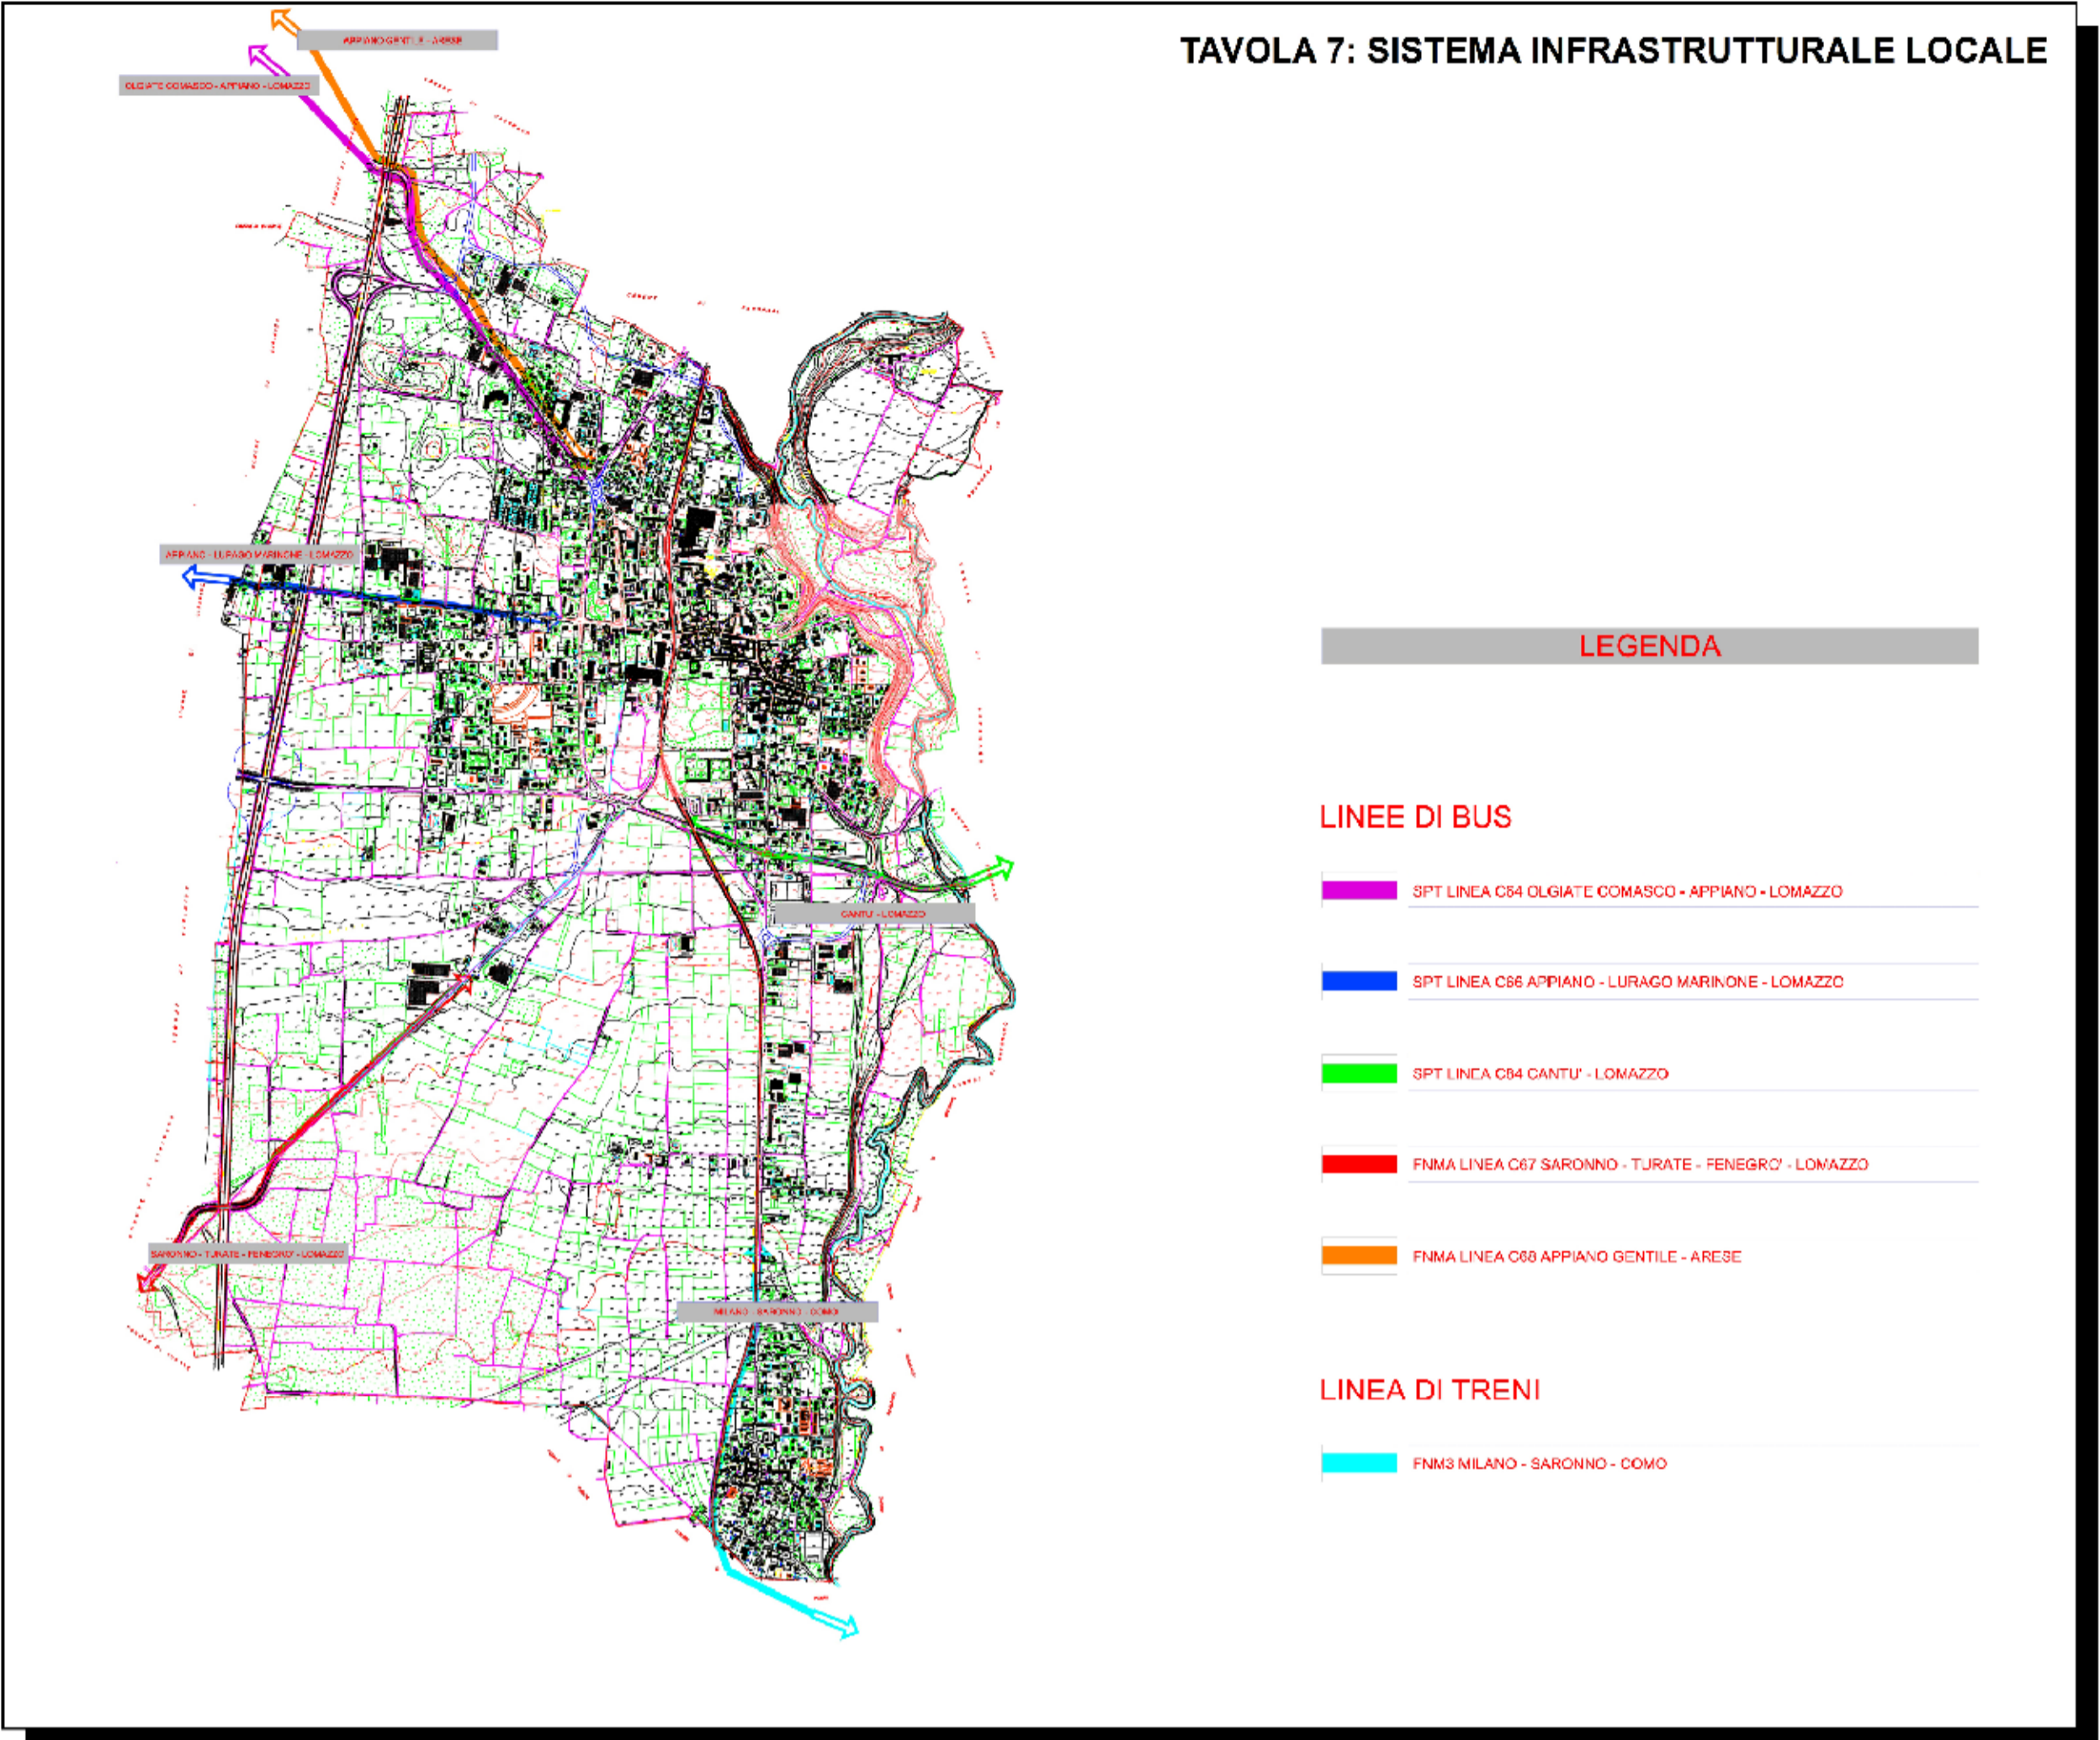 TAVOLA 7: SISTEMA INFRASTRUTTURALE LOCALE
APPIANO GENTILE - ARESE
OLGIATE COMASCO - APPIANO - LOMAZZO
APPIANO - LURAGO MARINONE - LOMAZZO
CANTU' - LOMAZZO
SARONNO - TURATE - FENEGRO' - LOMAZZO
MILANO - SARONNO - COMO
LEGENDA
LINEE DI BUS
SPT LINEA C64 OLGIATE COMASCO - APPIANO - LOMAZZO
SPT LINEA C66 APPIANO - LURAGO MARINONE - LOMAZZO
SPT LINEA C84 CANTU' - LOMAZZO
FNMA LINEA C67 SARONNO - TURATE - FENEGRO' - LOMAZZO
FNMA LINEA C68 APPIANO GENTILE - ARESE
LINEA DI TRENI
FNM3 MILANO - SARONNO - COMO